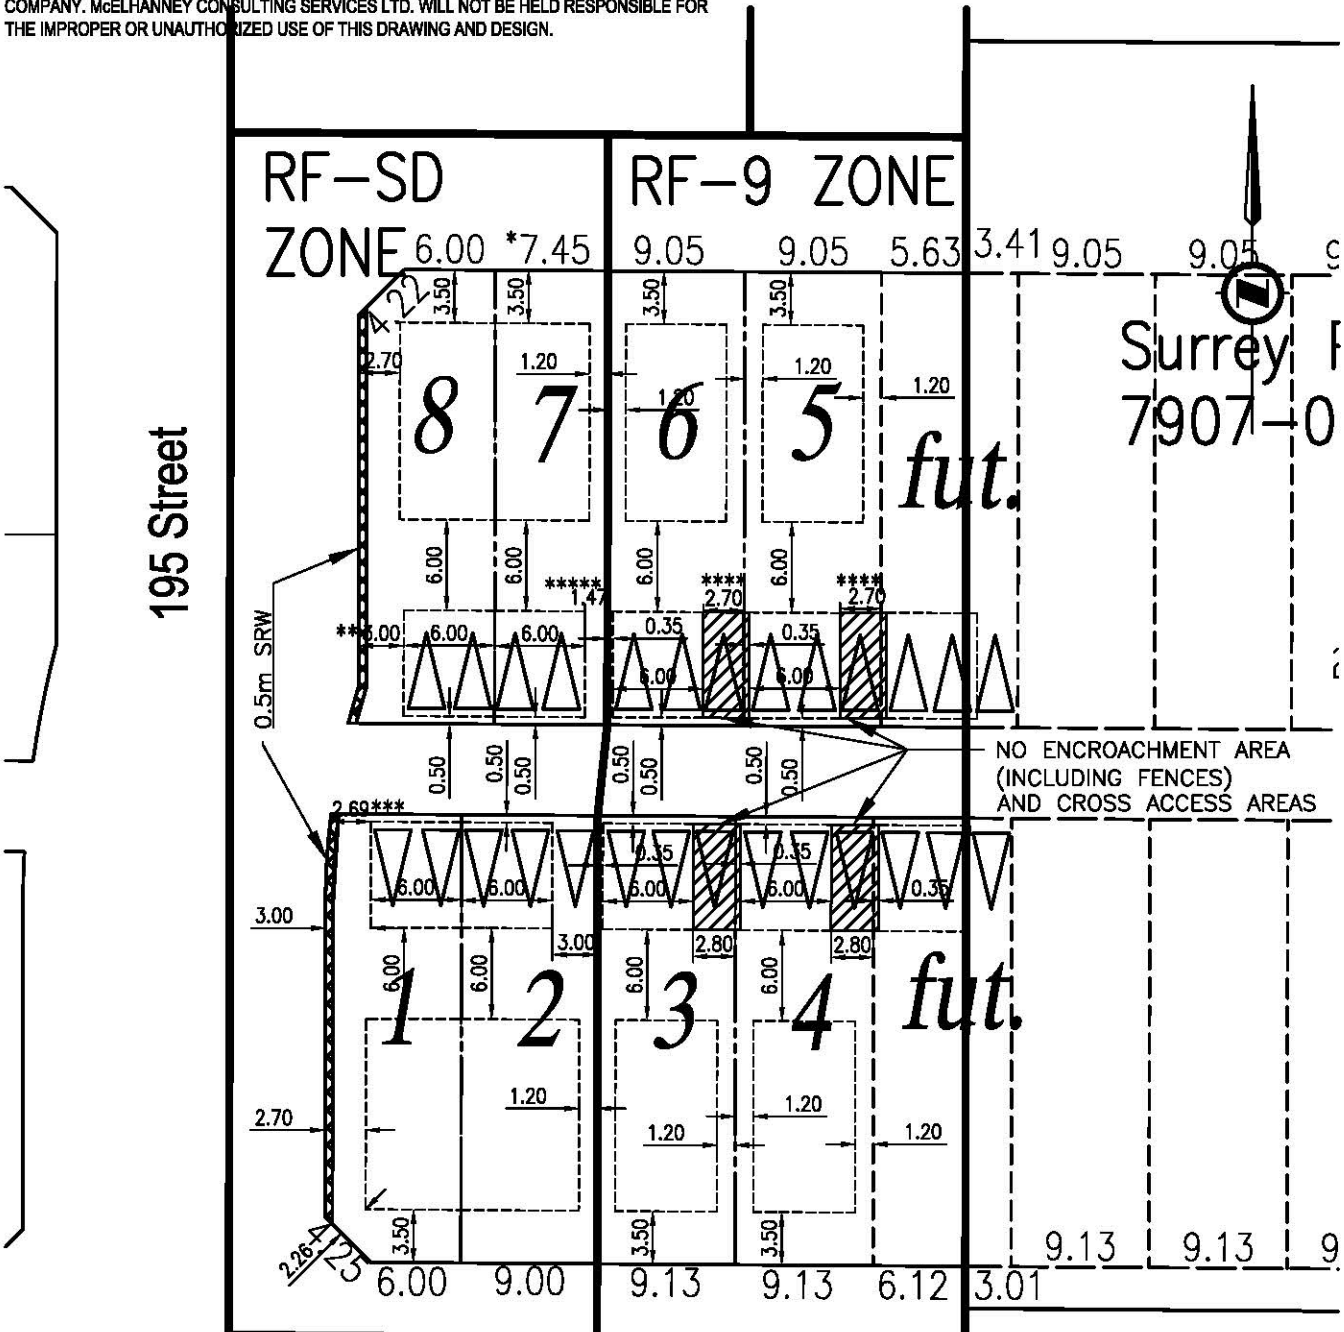 COMPANY. McELHANNEY CONSULTING SERVICES LTD. WILL NOT BE HELD RESPONSIBLE FOR
THE IMPROPER OR UNAUTHORIZED USE OF THIS DRAWING AND DESIGN.
RF-SD
ZONE
RF-9 ZONE
6.00 *7.45 9.05 9.05 5.63 3.41 9.05 9.05
4.22
3.50 3.50 3.50 3.50
Z
Surrey
7907-0
2.70 1.20 1.20 1.20 1.20
8 7 6 5 fut.
195 Street
6.00 6.00 6.00 6.00
*****
1.47
****
2.70
****
2.70
0.5m SRW
**3.00 6.00 6.00 0.35 0.35
6.00 6.00
0.50 0.50 0.50 0.50 0.50 0.50 0.50
NO ENCROACHMENT AREA
(INCLUDING FENCES)
AND CROSS ACCESS AREAS
2.69***
0.35 0.35
6.00 6.00 6.00 6.00 0.35
3.00
3.00 2.80 2.80
6.00 6.00 6.00 6.00
1 2 3 4 fut.
1.20 1.20
2.70 1.20 1.20
3.50 3.50 3.50
2.26
4.25
6.00 9.00 9.13 9.13 6.12 3.01 9.13 9.13